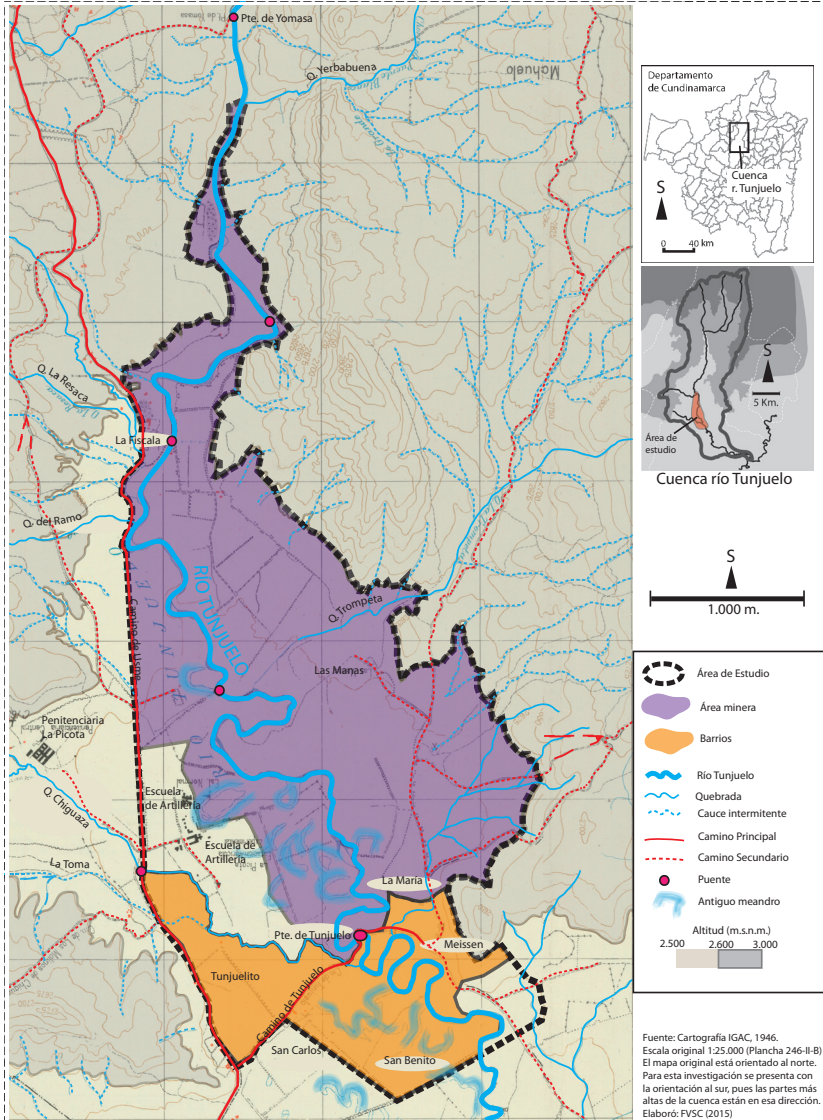 Pte. de Yomasa
Q. Yerbabuena
Q. La Resaca
La Fiscala
Q. del Ramo
RÍO TUNJUELO
Camino de Usme
Q. Trompeta
Las Manas
Penitenciaria
La Picota
Escuela
de Artillería
Q. Chiguaza
Escuela de
Artillería
La Toma
La María
Pte. de Tunjuelo
Meissen
Tunjuelito
Camino de Tunjuelo
San Carlos
San Benito
Departamento
de Cundinamarca
Cuenca
r. Tunjuelo
S
0 40 km
S
5 Km.
Área de
estudio
Cuenca río Tunjuelo
S
1.000 m.
Área de Estudio
Área minera
Barrios
Río Tunjuelo
Quebrada
Cauce intermitente
Camino Principal
Camino Secundario
Puente
Antiguo meandro
Altitud (m.s.n.m.)
2.500 2.600 3.000
Fuente: Cartografía IGAC, 1946.
Escala original 1:25.000 (Plancha 246-II-B)
El mapa original está orientado al norte.
Para esta investigación se presenta con
la orientación al sur, pues las partes más
altas de la cuenca están en esa dirección.
Elaboró: FVSC (2015)